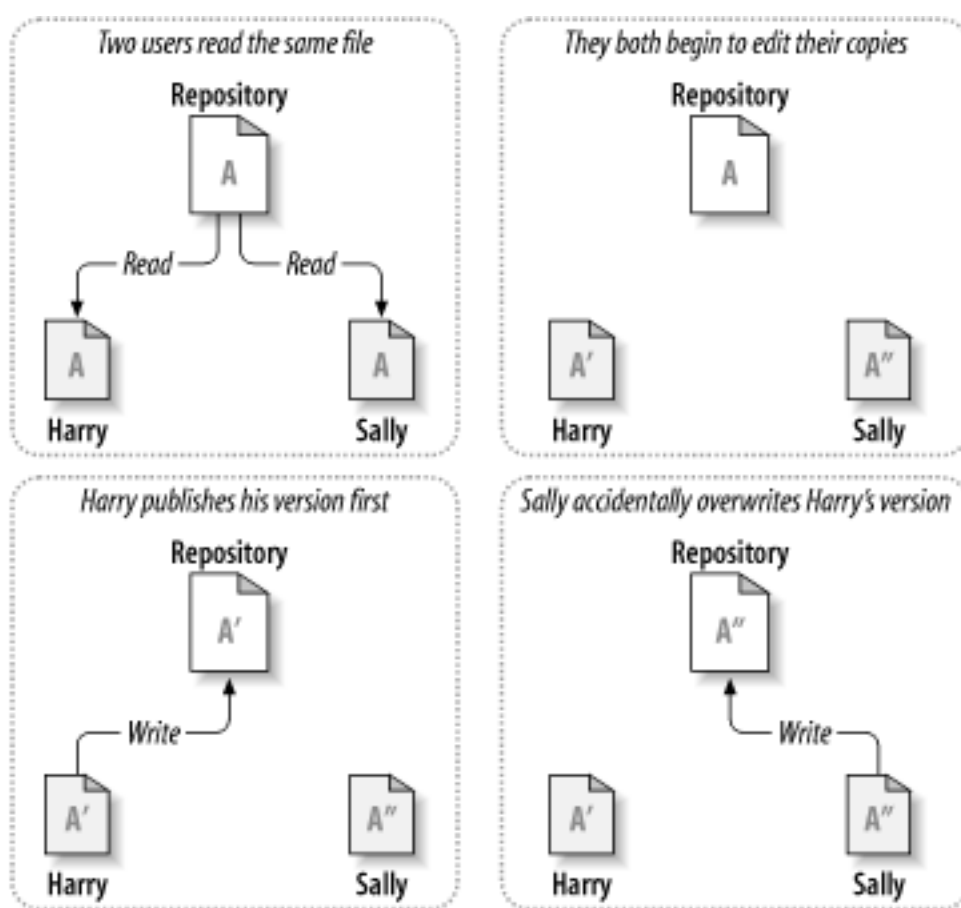 Two users read the same file
Repository
A
Read
Read
A
A
Harry
Sally
They both begin to edit their copies
Repository
A
A′
A″
Harry
Sally
Harry publishes his version first
Repository
A′
Write
A′
A″
Harry
Sally
Sally accidentally overwrites Harry's version
Repository
A″
Write
A′
A″
Harry
Sally